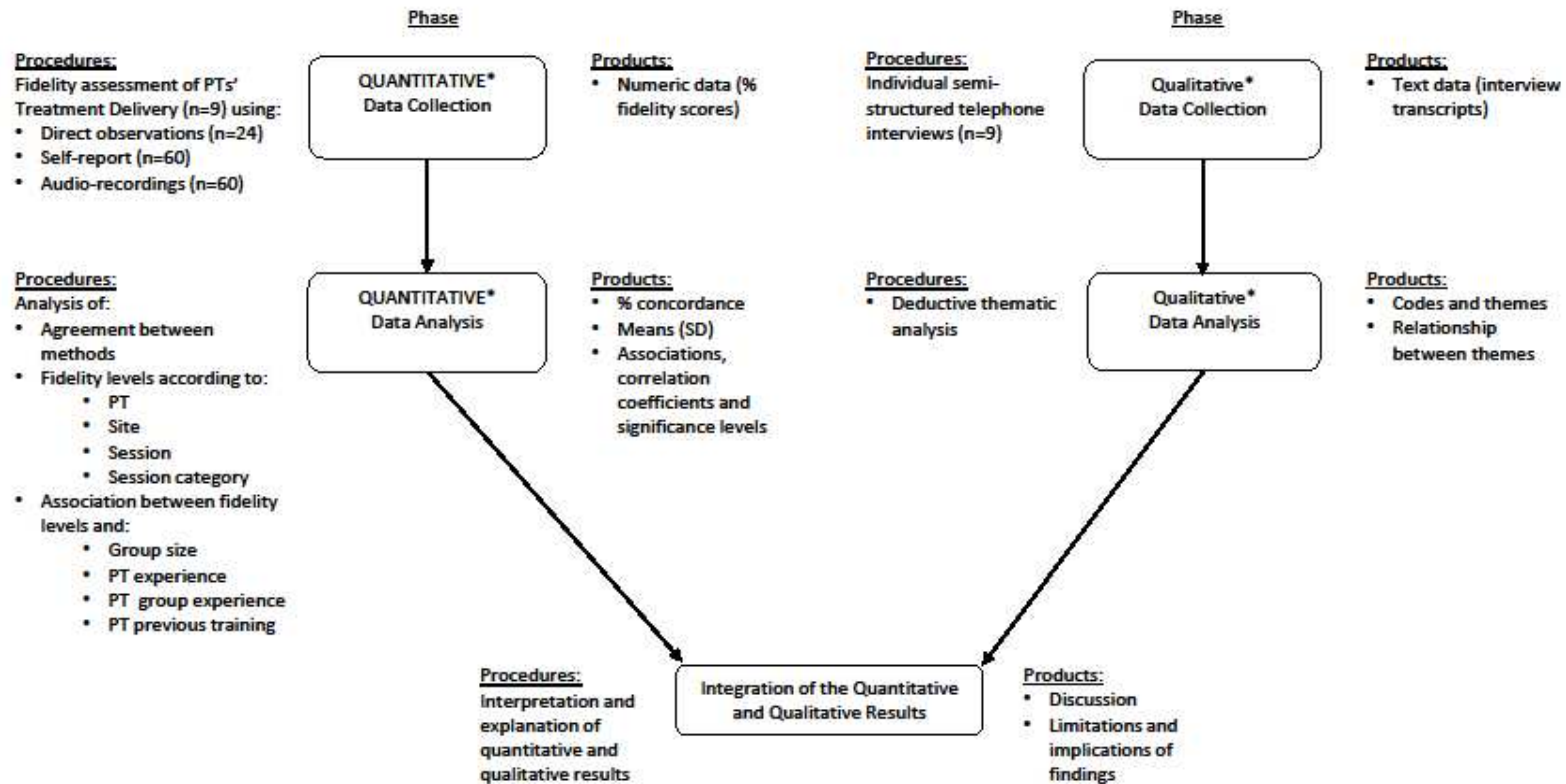 Phase
Procedures:
Fidelity assessment of PTs'
Treatment Delivery (n=9) using:
• Direct observations (n=24)
• Self-report (n=60)
• Audio-recordings (n=60)
QUANTITATIVE*
Data Collection
Products:
• Numeric data (%
fidelity scores)
Procedures:
Analysis of:
• Agreement between
methods
• Fidelity levels according to:
• PT
• Site
• Session
• Session category
• Association between fidelity
levels and:
• Group size
• PT experience
• PT group experience
• PT previous training
QUANTITATIVE*
Data Analysis
Products:
• % concordance
• Means (SD)
• Associations,
correlation
coefficients and
significance levels
Phase
Procedures:
Individual semi-
structured telephone
interviews (n=9)
Qualitative*
Data Collection
Products:
• Text data (interview
transcripts)
Procedures:
• Deductive thematic
analysis
Qualitative*
Data Analysis
Products:
• Codes and themes
• Relationship
between themes
Procedures:
Interpretation and
explanation of
quantitative and
qualitative results
Integration of the Quantitative
and Qualitative Results
Products:
• Discussion
• Limitations and
implications of
findings